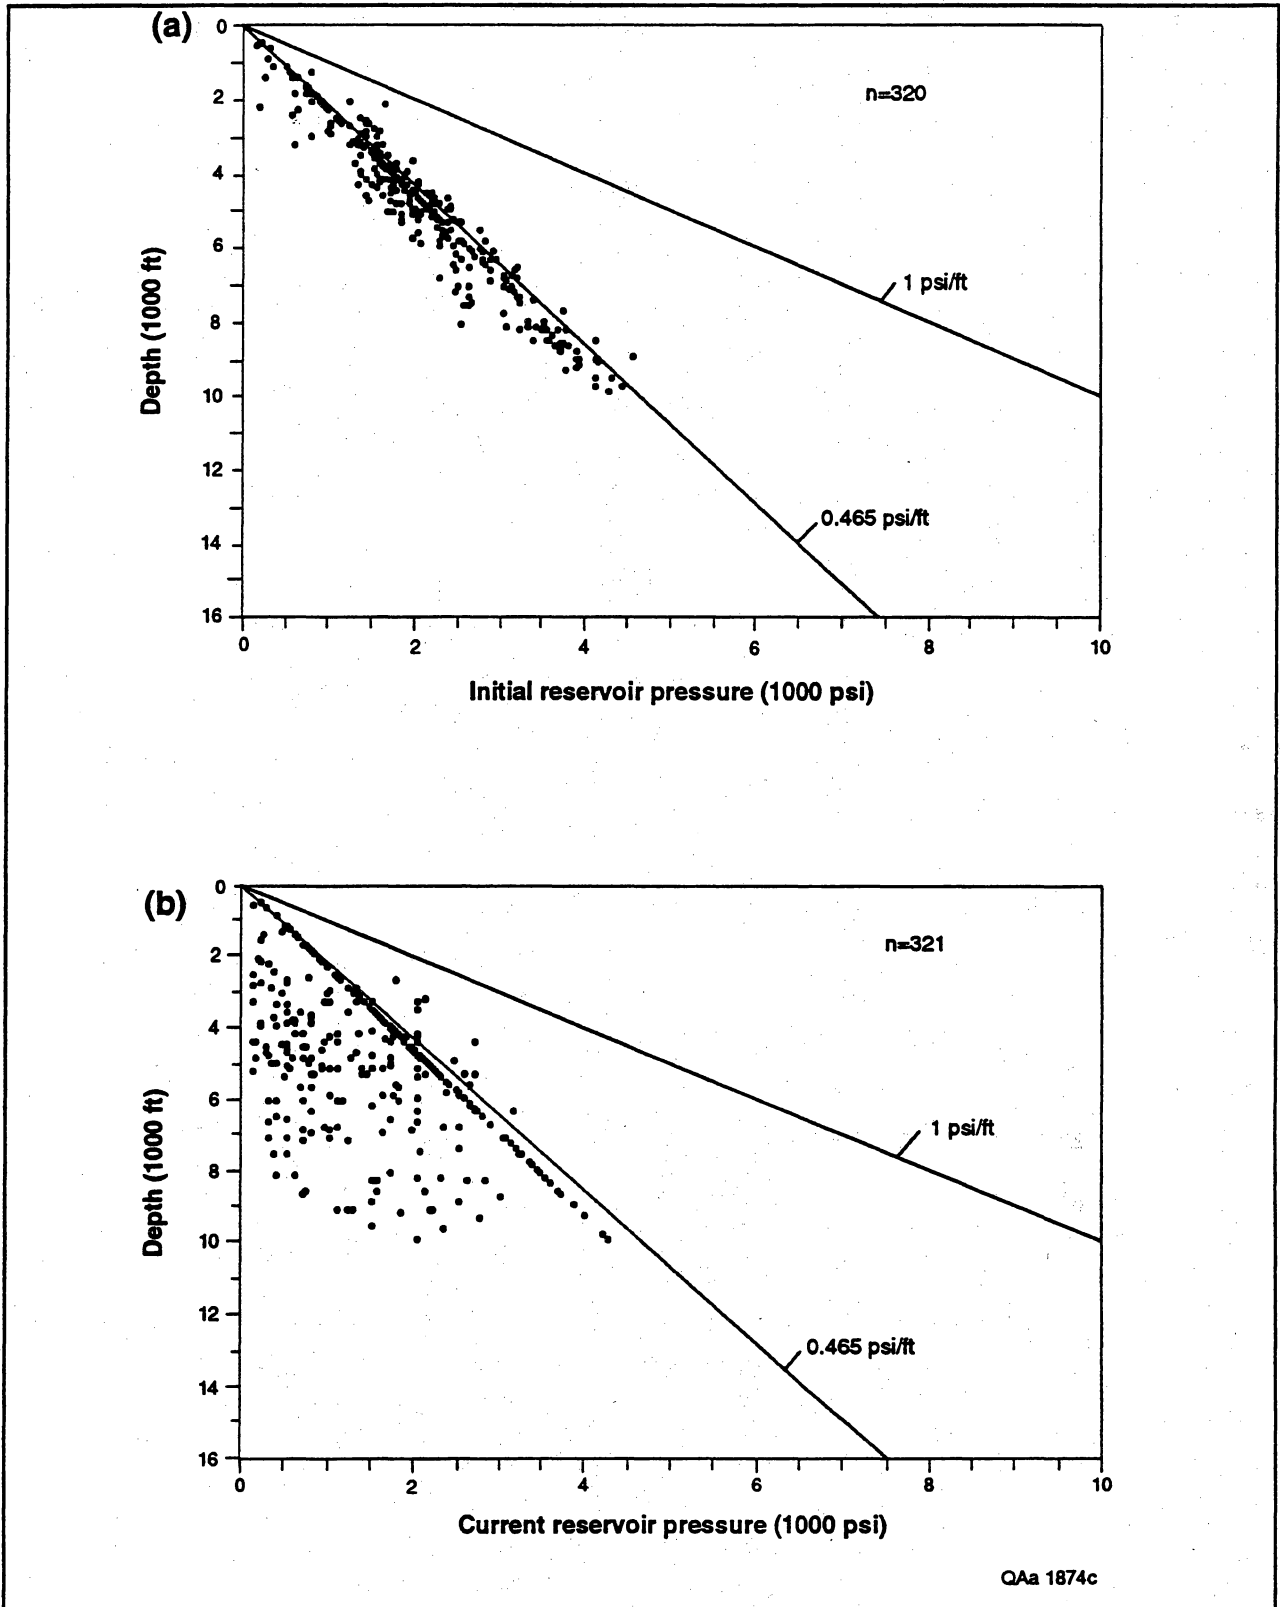 (a)
n=320
1 psi/ft
0.465 psi/ft
0
2
4
6
8
10
12
14
16
Depth (1000 ft)
0 2 4 6 8 10
Initial reservoir pressure (1000 psi)
(b)
n=321
1 psi/ft
0.465 psi/ft
0
2
4
6
8
10
12
14
16
Depth (1000 ft)
0 2 4 6 8 10
Current reservoir pressure (1000 psi)
QAa 1874c